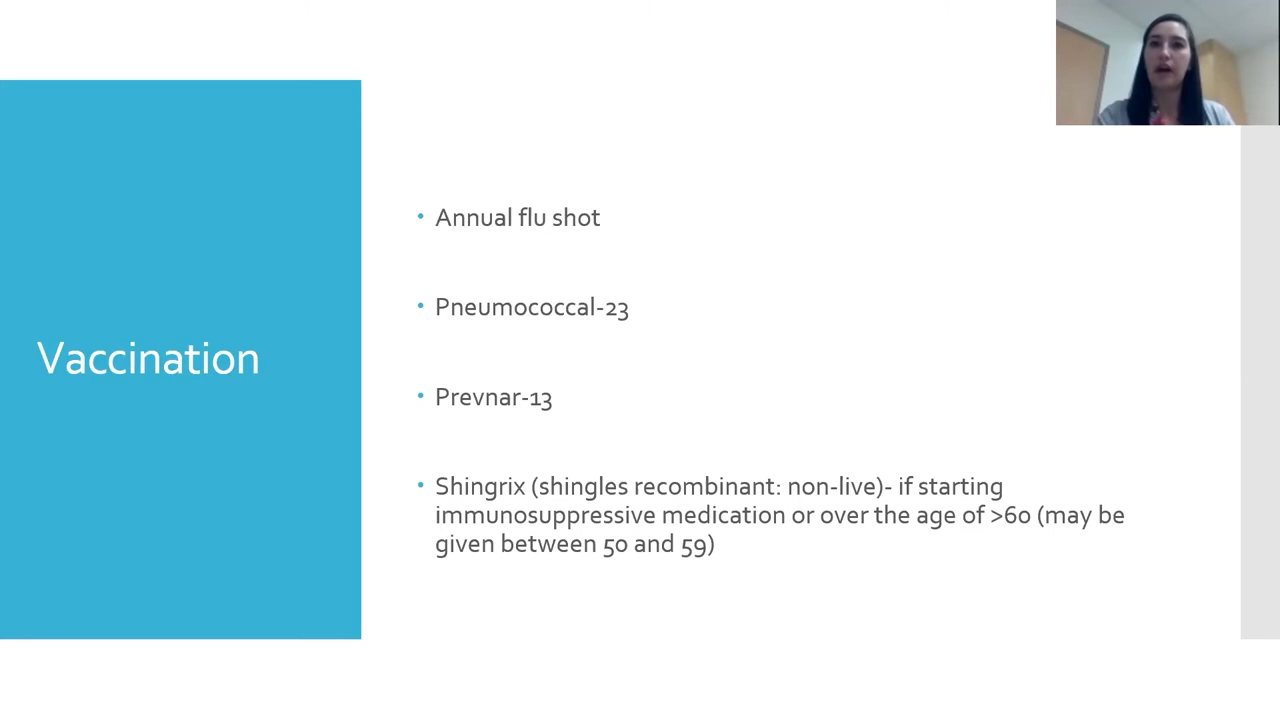 Vaccination
• Annual flu shot
• Pneumococcal-23
• Prevnar-13
• Shingrix (shingles recombinant: non-live)- if starting
immunosuppressive medication or over the age of >60 (may be
given between 50 and 59)